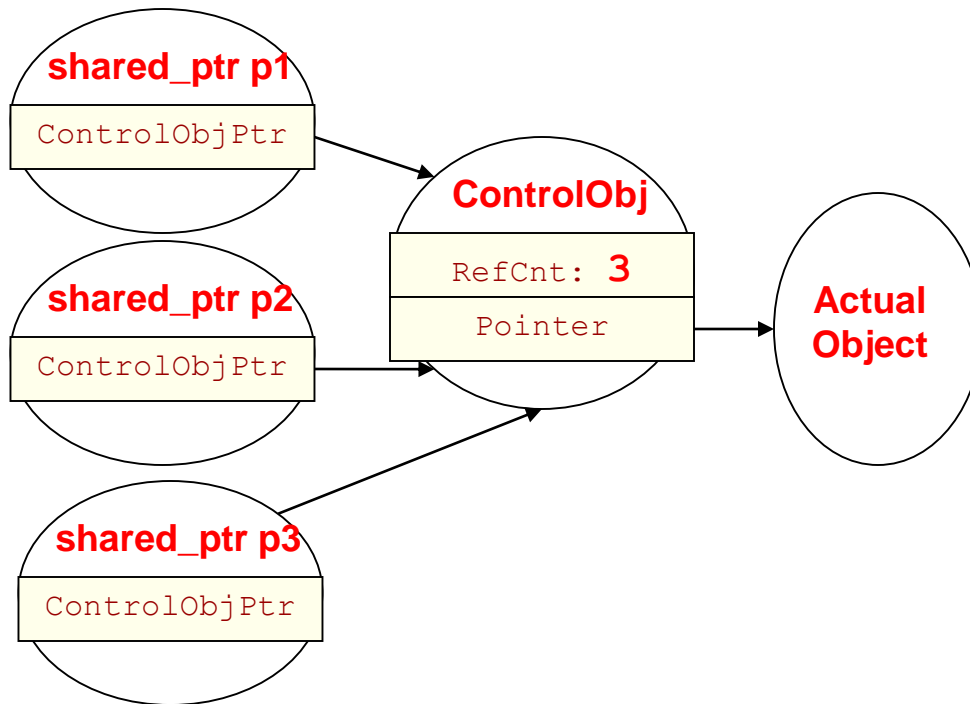 shared_ptr p1
ControlObjPtr
shared_ptr p2
ControlObjPtr
shared_ptr p3
ControlObjPtr
ControlObj
RefCnt: 3
Pointer
Actual
Object